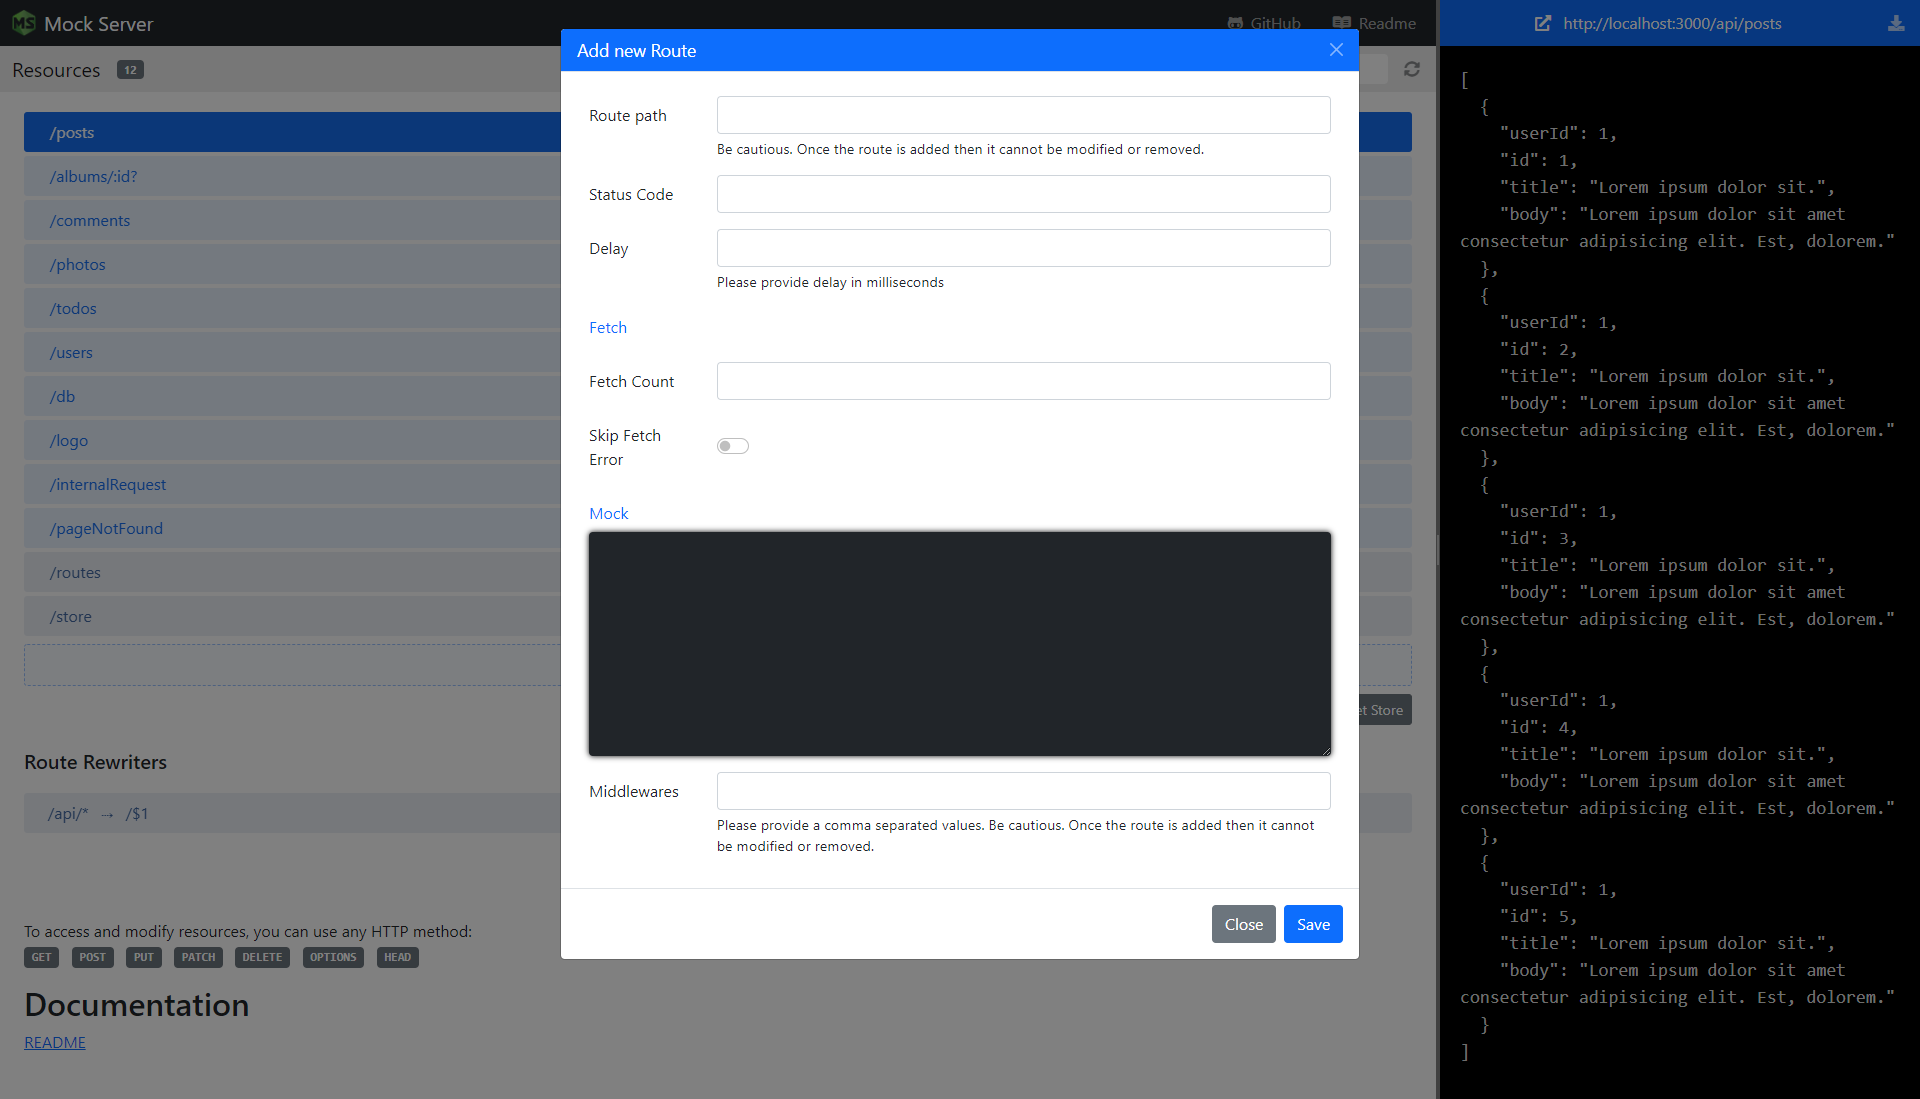 MS Mock Server
GitHub
Readme
Resources 12
/posts
/albums/:id?
/comments
/photos
/todos
/users
/db
/logo
/internalRequest
/pageNotFound
/routes
/store
Store
Route Rewriters
/api/* → /$1
To access and modify resources, you can use any HTTP method:
GET POST PUT PATCH DELETE OPTIONS HEAD
Documentation
README
Add new Route
Route path
Be cautious. Once the route is added then it cannot be modified or removed.
Status Code
Delay
Please provide delay in milliseconds
Fetch
Fetch Count
Skip Fetch
Error
Mock
Middlewares
Please provide a comma separated values. Be cautious. Once the route is added then it cannot
be modified or removed.
Close Save
http://localhost:3000/api/posts
[
{
"userId": 1,
"id": 1,
"title": "Lorem ipsum dolor sit.",
"body": "Lorem ipsum dolor sit amet
consectetur adipisicing elit. Est, dolorem."
},
{
"userId": 1,
"id": 2,
"title": "Lorem ipsum dolor sit.",
"body": "Lorem ipsum dolor sit amet
consectetur adipisicing elit. Est, dolorem."
},
{
"userId": 1,
"id": 3,
"title": "Lorem ipsum dolor sit.",
"body": "Lorem ipsum dolor sit amet
consectetur adipisicing elit. Est, dolorem."
},
{
"userId": 1,
"id": 4,
"title": "Lorem ipsum dolor sit.",
"body": "Lorem ipsum dolor sit amet
consectetur adipisicing elit. Est, dolorem."
},
{
"userId": 1,
"id": 5,
"title": "Lorem ipsum dolor sit.",
"body": "Lorem ipsum dolor sit amet
consectetur adipisicing elit. Est, dolorem."
}
]